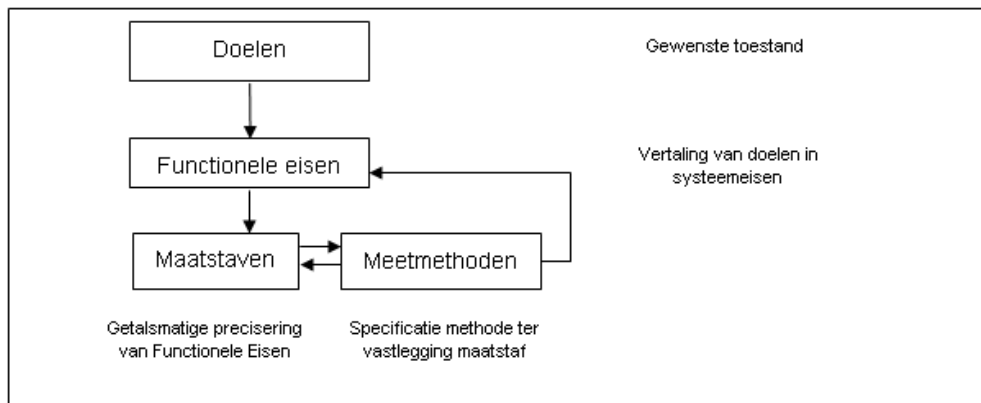 Doelen
Gewenste toestand
Functionele eisen
Vertaling van doelen in
systeemeisen
Maatstaven
Meetmethoden
Getalsmatige precisering
van Functionele Eisen
Specificatie methode ter
vastlegging maatstaf